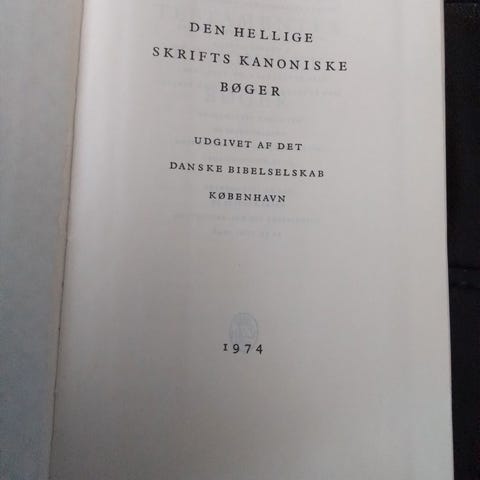 DEN HELLIGE
SKRIFTS KANONISKE
BØGER
UDGIVET AF DET
DANSKE BIBELSELSKAB
KØBENHAVN
1974